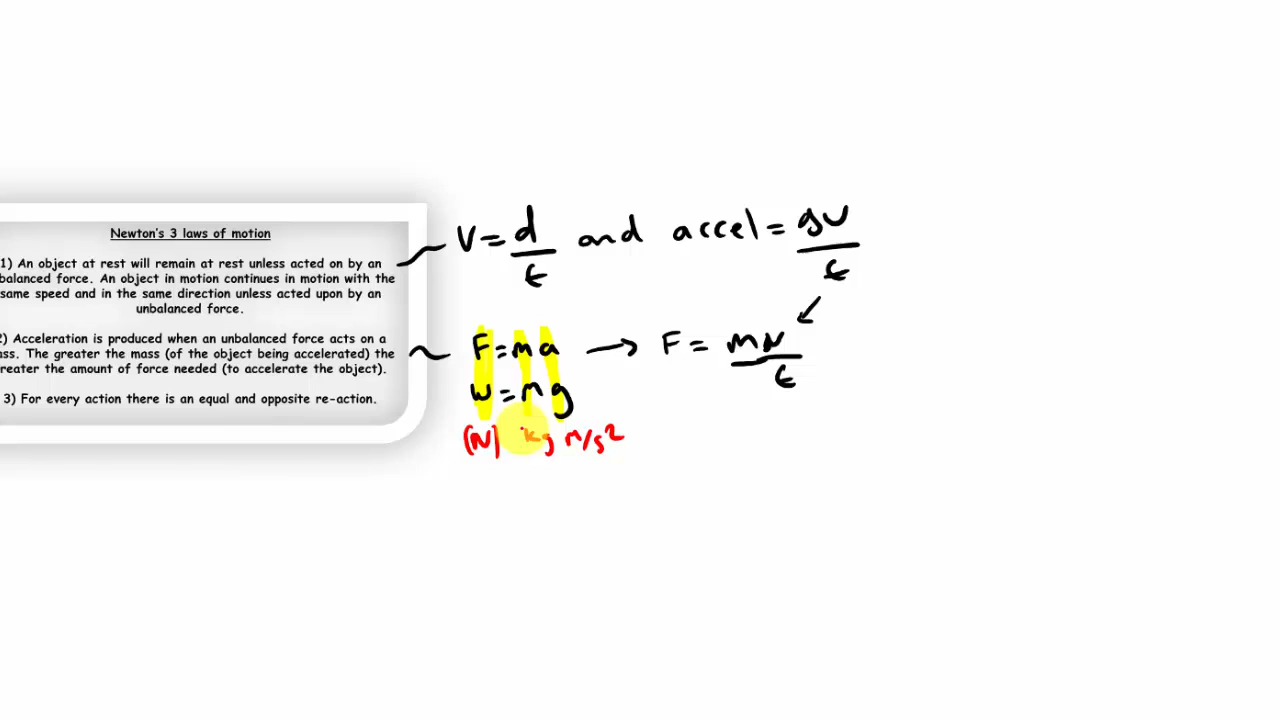 Newton's 3 laws of motion
1) An object at rest will remain at rest unless acted on by an
balanced force. An object in motion continues in motion with the
same speed and in the same direction unless acted upon by an
unbalanced force.
2) Acceleration is produced when an unbalanced force acts on a
ass. The greater the mass (of the object being accelerated) the
reater the amount of force needed (to accelerate the object).
3) For every action there is an equal and opposite re-action.
V = d/t and accel = /t
F = ma → F = /t
W = mg
(N) kg m/s²